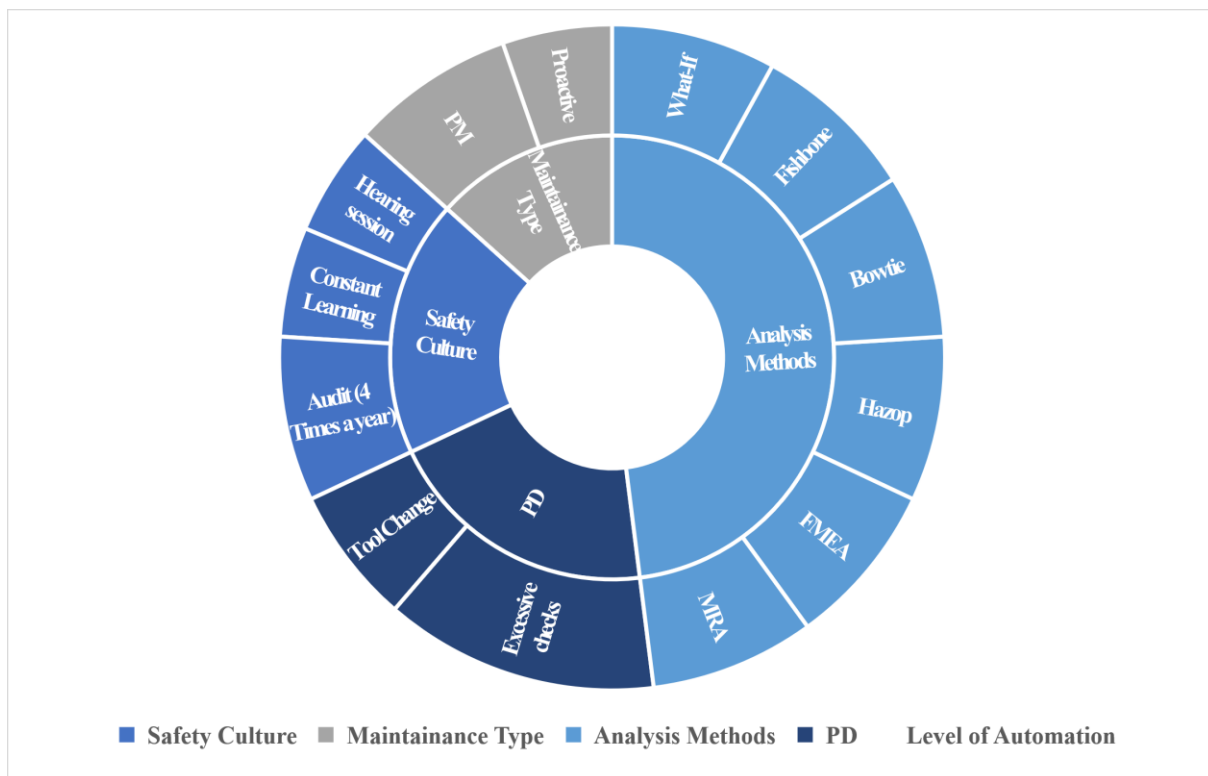 Proactive
What-If
PM
Fishbone
Maintainance
Type
Hearing
session
Bowtie
Constant
Learning
Safety
Culture
Analysis
Methods
Audit (4
Times a year)
Hazop
PD
Tool Change
FMEA
Excessive
checks
MRA
Safety Culture
Maintainance Type
Analysis Methods
PD
Level of Automation